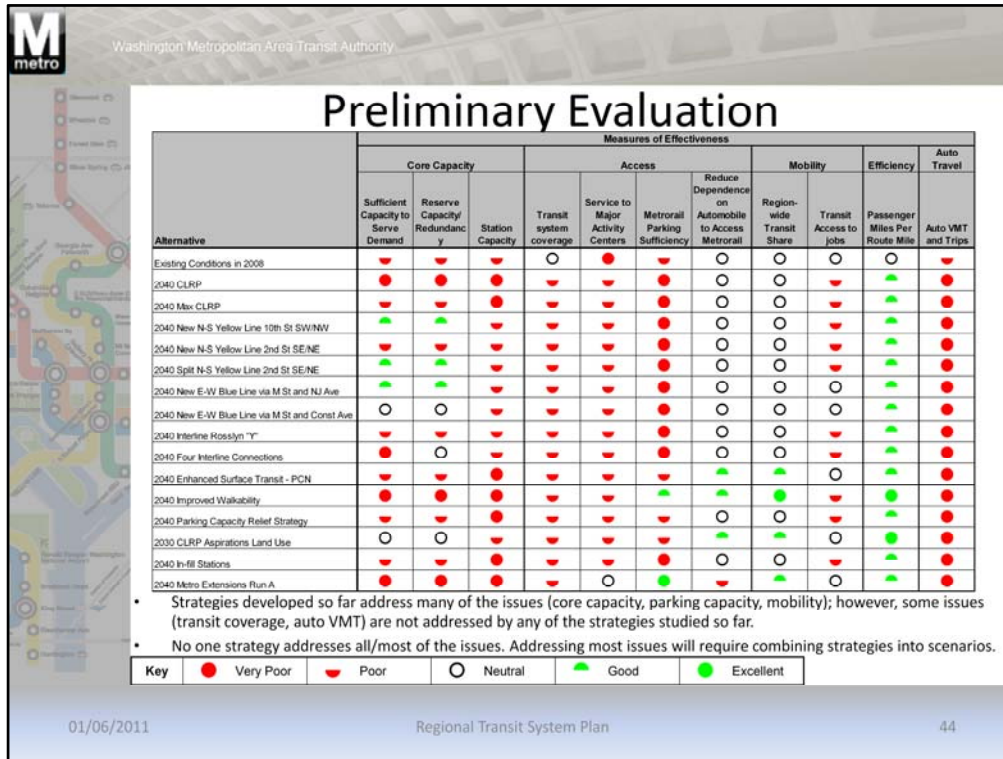 M
metro
Washington Metropolitan Area Transit Authority
Preliminary Evaluation
Measures of Effectiveness
Core Capacity
Access
Mobility
Efficiency
Auto
Travel
Alternative
Sufficient
Capacity to
Serve
Demand
Reserve
Capacity/
Redundanc
y
Station
Capacity
Transit
system
coverage
Service to
Major
Activity
Centers
Metrorail
Parking
Sufficiency
Reduce
Dependence
on
Automobile
to Access
Metrorail
Region-
wide
Transit
Share
Transit
Access to
jobs
Passenger
Miles Per
Route Mile
Auto VMT
and Trips
Existing Conditions in 2008
2040 CLRP
2040 Max CLRP
2040 New N-S Yellow Line 10th St SW/NW
2040 New N-S Yellow Line 2nd St SE/NE
2040 Split N-S Yellow Line 2nd St SE/NE
2040 New E-W Blue Line via M St and NJ Ave
2040 New E-W Blue Line via M St and Const Ave
2040 Interline Rosslyn "Y"
2040 Four Interline Connections
2040 Enhanced Surface Transit - PCN
2040 Improved Walkability
2040 Parking Capacity Relief Strategy
2030 CLRP Aspirations Land Use
2040 In-fill Stations
2040 Metro Extensions Run A
• Strategies developed so far address many of the issues (core capacity, parking capacity, mobility); however, some issues
(transit coverage, auto VMT) are not addressed by any of the strategies studied so far.
• No one strategy addresses all/most of the issues. Addressing most issues will require combining strategies into scenarios.
Key Very Poor Poor Neutral Good Excellent
01/06/2011 Regional Transit System Plan 44